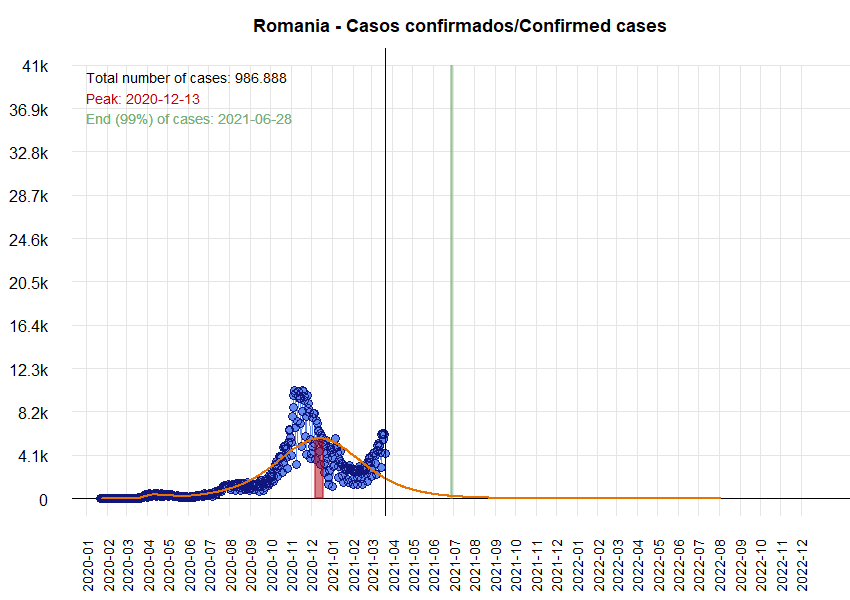 Romania - Casos confirmados/Confirmed cases
41k
Total number of cases: 986.888
Peak: 2020-12-13
36.9k
End (99%) of cases: 2021-06-28
32.8k
28.7k
24.6k
20.5k
16.4k
12.3k
8.2k
4.1k
0
2020-01
2020-02
2020-03
2020-04
2020-05
2020-06
2020-07
2020-08
2020-09
2020-10
2020-11
2020-12
2021-01
2021-02
2021-03
2021-04
2021-05
2021-06
2021-07
2021-08
2021-09
2021-10
2021-11
2021-12
2022-02
2022-03
2022-04
2022-05
2022-06
2022-07
2022-08
2022-09
2022-10
2022-11
2022-12